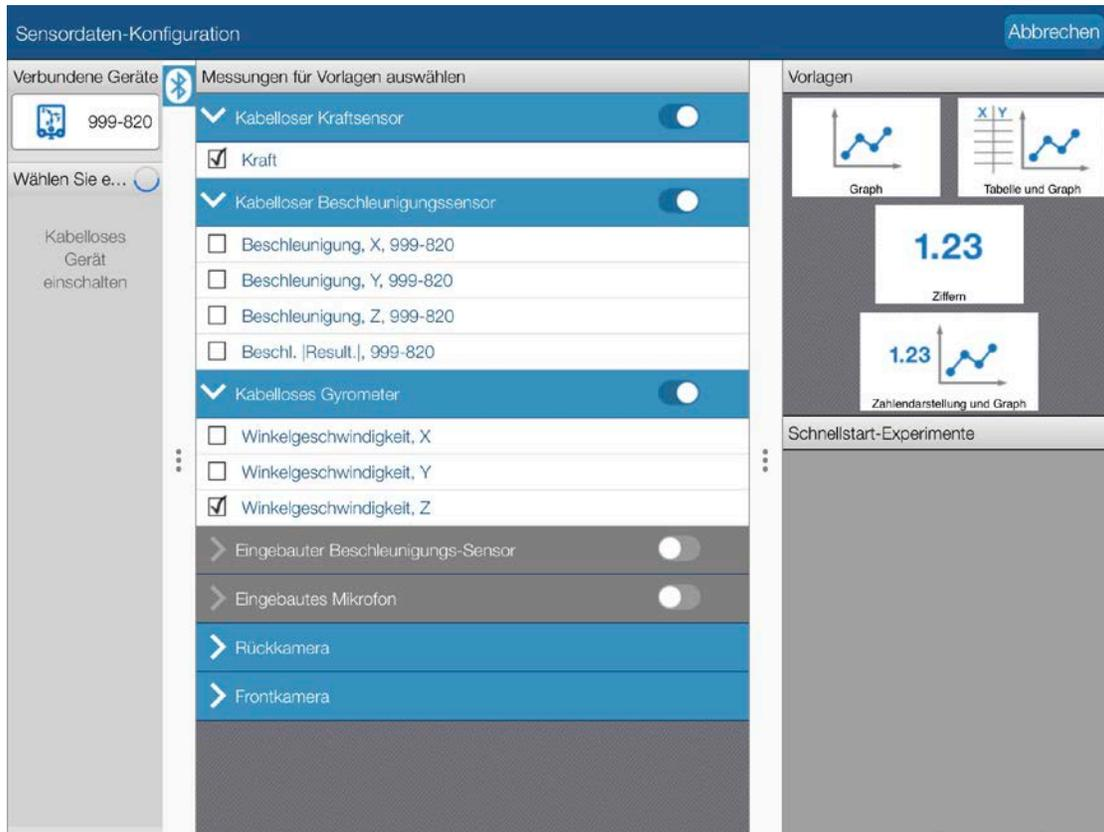 Sensordaten-Konfiguration
Abbrechen
Verbundene Geräte
999-820
Wählen Sie e...
Kabelloses
Gerät
einschalten
Messungen für Vorlagen auswählen
Kabelloser Kraftsensor
Kraft
Kabelloser Beschleunigungssensor
Beschleunigung, X, 999-820
Beschleunigung, Y, 999-820
Beschleunigung, Z, 999-820
Beschl. |Result.|, 999-820
Kabelloses Gyrometer
Winkelgeschwindigkeit, X
Winkelgeschwindigkeit, Y
Winkelgeschwindigkeit, Z
Eingebauter Beschleunigungs-Sensor
Eingebautes Mikrofon
Rückkamera
Frontkamera
Vorlagen
Graph
X Y
Tabelle und Graph
1.23
Ziffern
1.23
Zahlendarstellung und Graph
Schnellstart-Experimente